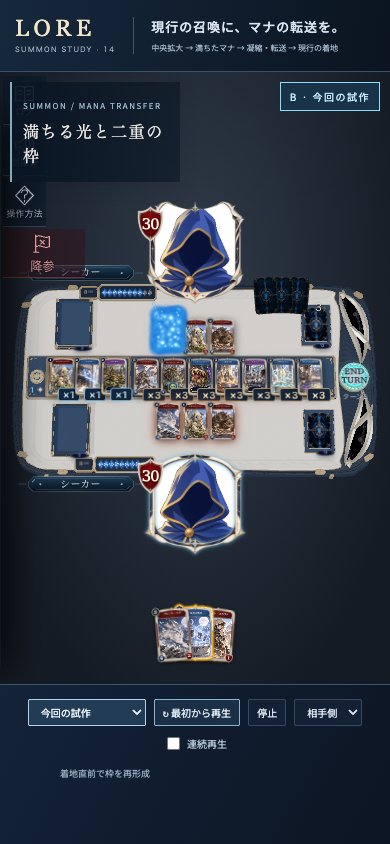 LORE
SUMMON STUDY · 14
現行の召喚に、マナの転送を。
中央拡大 → 満ちたマナ → 凝縮・転送 → 現行の着地
SUMMON / MANA TRANSFER
満ちる光と二重の
枠
B · 今回の試作
操作方法
降参
シーカー
30
END
TURN
×1
×1
×1
×3
×3
×3
×3
×3
×3
×3
シーカー
30
今回の試作
↻ 最初から再生
停止
相手側
連続再生
着地直前で枠を再形成